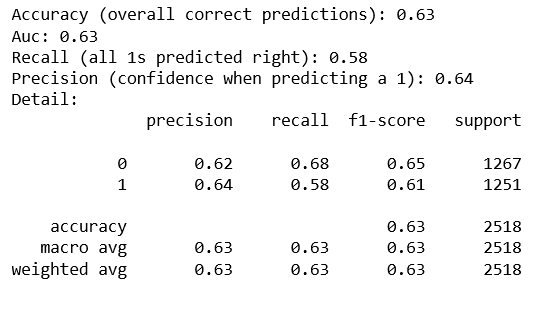 Accuracy (overall correct predictions): 0.63
Auc: 0.63
Recall (all 1s predicted right): 0.58
Precision (confidence when predicting a 1): 0.64
Detail:
precision recall f1-score support
0 0.62 0.68 0.65 1267
1 0.64 0.58 0.61 1251
accuracy 0.63 2518
macro avg 0.63 0.63 0.63 2518
weighted avg 0.63 0.63 0.63 2518